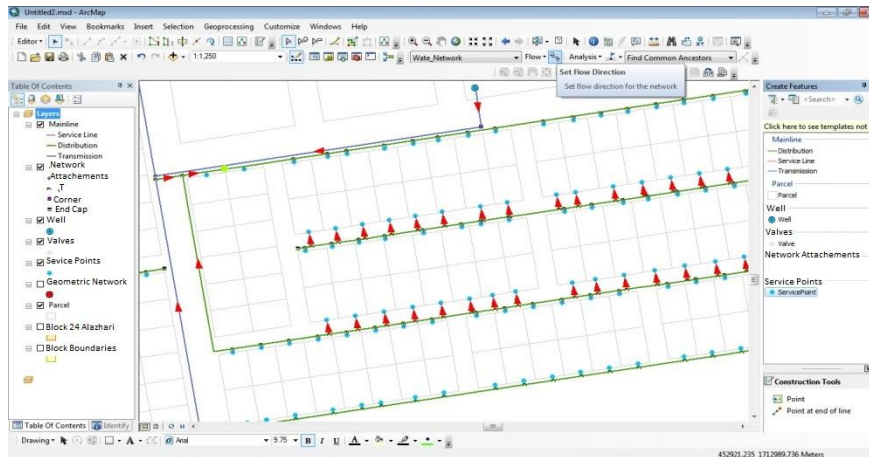 Untitled2.mxd - ArcMap
File Edit View Bookmarks Insert Selection Geoprocessing Customize Windows Help
Editor
1:1.250
Wate_Network Flow Analysis Find Common Ancestors
Set Flow Direction
Set flow direction for the network
Table Of Contents
Layers
Mainline
Service Line
Distribution
Transmission
,Network
Attachements
,T
Corner
End Cap
Well
Valves
Sevice Points
Geometric Network
Parcel
Block 24 Alazhari
Block Boundaries
Table Of Contents Identify
Create Features
<Search>
Click here to see templates not
Mainline
Distribution
Service Line
Transmission
Parcel
Parcel
Well
Well
Valves
Valve
Network Attachements
Service Points
ServicePoint
Construction Tools
Point
Point at end of line
Drawing A Arial 9.75 B I U A
452921.235 1712989.736 Meters